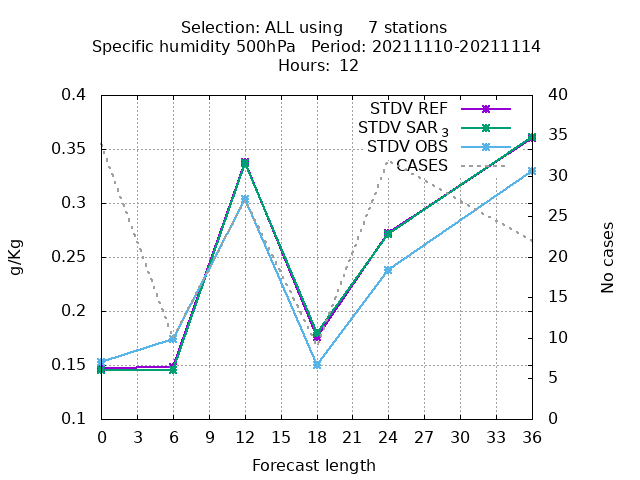 Selection: ALL using     7 stations
Specific humidity 500hPa   Period: 20211110-20211114
Hours: 12
0.4
0.35
0.3
0.25
0.2
0.15
0.1
g/Kg
STDV REF
STDV SAR3
STDV OBS
CASES
40
35
30
25
20
15
10
5
0
No cases
0 3 6 9 12 15 18 21 24 27 30 33 36
Forecast length